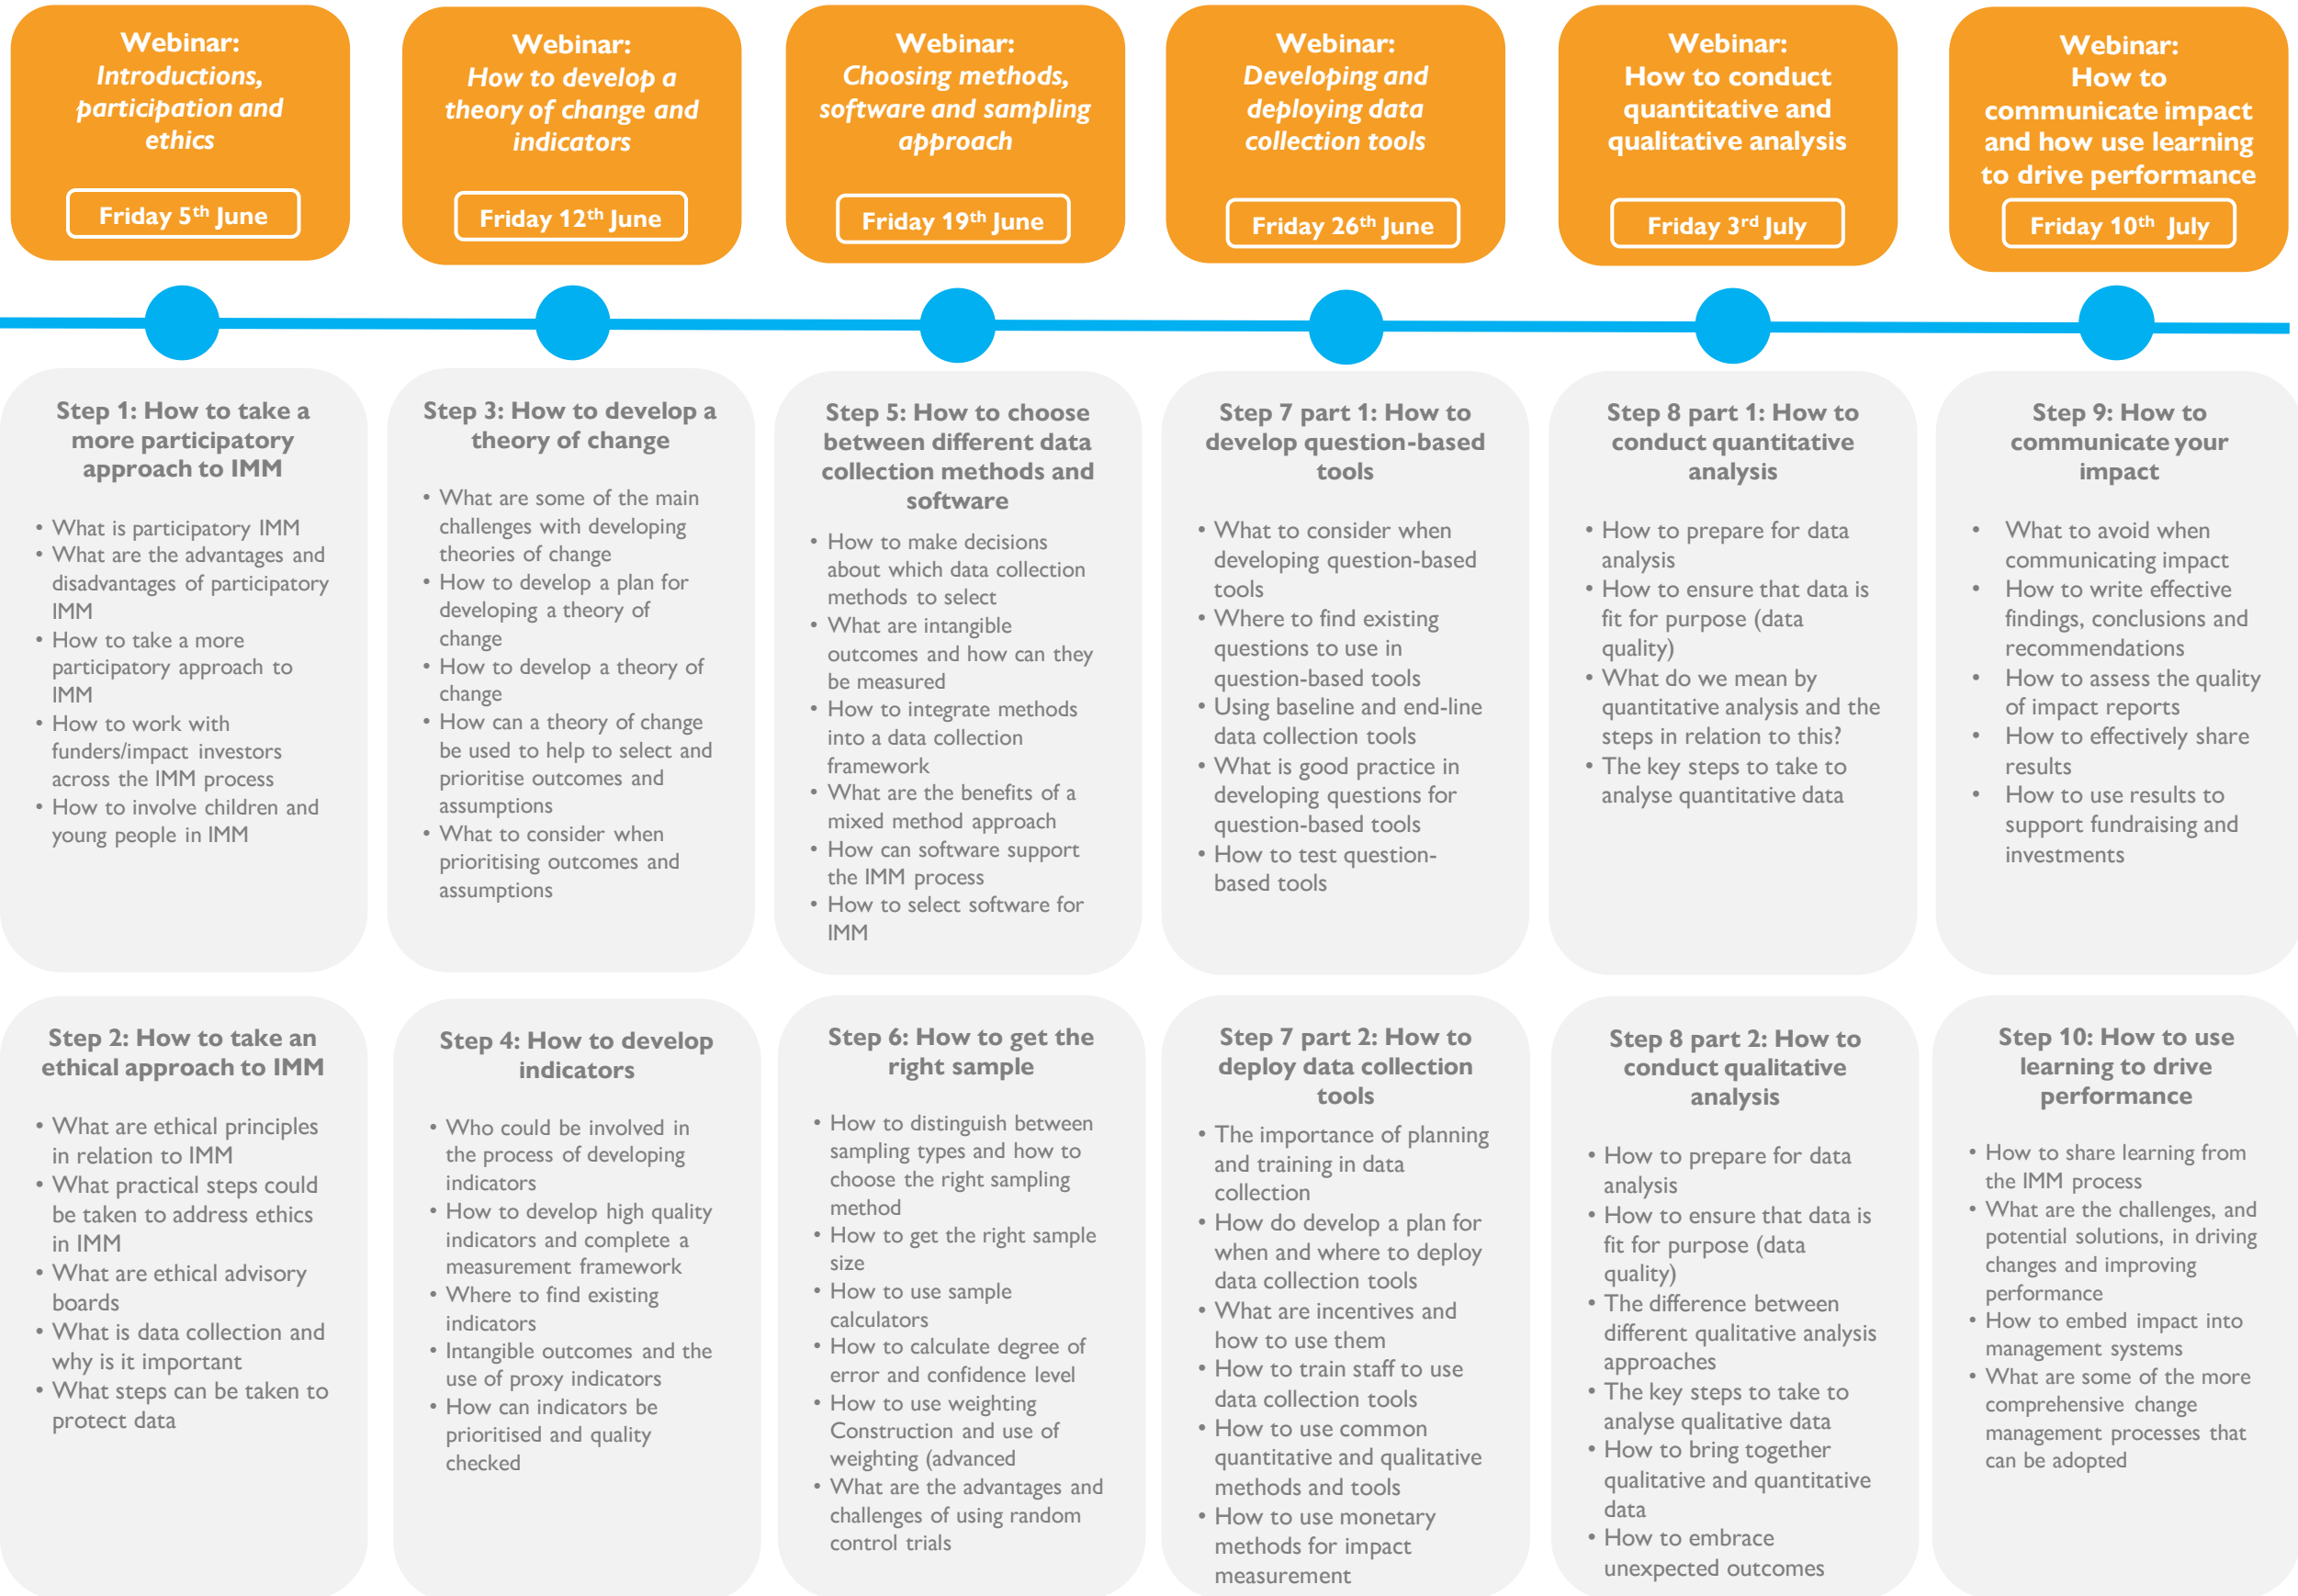 Webinar:
Introductions,
participation and
ethics
Friday 5th June
Webinar:
How to develop a
theory of change and
indicators
Friday 12th June
Webinar:
Choosing methods,
software and sampling
approach
Friday 19th June
Webinar:
Developing and
deploying data
collection tools
Friday 26th June
Webinar:
How to conduct
quantitative and
qualitative analysis
Friday 3rd July
Webinar:
How to
communicate impact
and how use learning
to drive performance
Friday 10th July
Step 1: How to take a
more participatory
approach to IMM
• What is participatory IMM
• What are the advantages and
disadvantages of participatory
IMM
• How to take a more
participatory approach to
IMM
• How to work with
funders/impact investors
across the IMM process
• How to involve children and
young people in IMM
Step 3: How to develop a
theory of change
• What are some of the main
challenges with developing
theories of change
• How to develop a plan for
developing a theory of
change
• How to develop a theory of
change
• How can a theory of change
be used to help to select and
prioritise outcomes and
assumptions
• What to consider when
prioritising outcomes and
assumptions
Step 5: How to choose
between different data
collection methods and
software
• How to make decisions
about which data collection
methods to select
• What are intangible
outcomes and how can they
be measured
• How to integrate methods
into a data collection
framework
• What are the benefits of a
mixed method approach
• How can software support
the IMM process
• How to select software for
IMM
Step 7 part 1: How to
develop question-based
tools
• What to consider when
developing question-based
tools
• Where to find existing
questions to use in
question-based tools
• Using baseline and end-line
data collection tools
• What is good practice in
developing questions for
question-based tools
• How to test question-
based tools
Step 8 part 1: How to
conduct quantitative
analysis
• How to prepare for data
analysis
• How to ensure that data is
fit for purpose (data
quality)
• What do we mean by
quantitative analysis and the
steps in relation to this?
• The key steps to take to
analyse quantitative data
Step 9: How to
communicate your
impact
• What to avoid when
communicating impact
• How to write effective
findings, conclusions and
recommendations
• How to assess the quality
of impact reports
• How to effectively share
results
• How to use results to
support fundraising and
investments
Step 2: How to take an
ethical approach to IMM
• What are ethical principles
in relation to IMM
• What practical steps could
be taken to address ethics
in IMM
• What are ethical advisory
boards
• What is data collection and
why is it important
• What steps can be taken to
protect data
Step 4: How to develop
indicators
• Who could be involved in
the process of developing
indicators
• How to develop high quality
indicators and complete a
measurement framework
• Where to find existing
indicators
• Intangible outcomes and the
use of proxy indicators
• How can indicators be
prioritised and quality
checked
Step 6: How to get the
right sample
• How to distinguish between
sampling types and how to
choose the right sampling
method
• How to get the right sample
size
• How to use sample
calculators
• How to calculate degree of
error and confidence level
• How to use weighting
Construction and use of
weighting (advanced
• What are the advantages and
challenges of using random
control trials
Step 7 part 2: How to
deploy data collection
tools
• The importance of planning
and training in data
collection
• How do develop a plan for
when and where to deploy
data collection tools
• What are incentives and
how to use them
• How to train staff to use
data collection tools
• How to use common
quantitative and qualitative
methods and tools
• How to use monetary
methods for impact
measurement
Step 8 part 2: How to
conduct qualitative
analysis
• How to prepare for data
analysis
• How to ensure that data is
fit for purpose (data
quality)
• The difference between
different qualitative analysis
approaches
• The key steps to take to
analyse qualitative data
• How to bring together
qualitative and quantitative
data
• How to embrace
unexpected outcomes
Step 10: How to use
learning to drive
performance
• How to share learning from
the IMM process
• What are the challenges, and
potential solutions, in driving
changes and improving
performance
• How to embed impact into
management systems
• What are some of the more
comprehensive change
management processes that
can be adopted